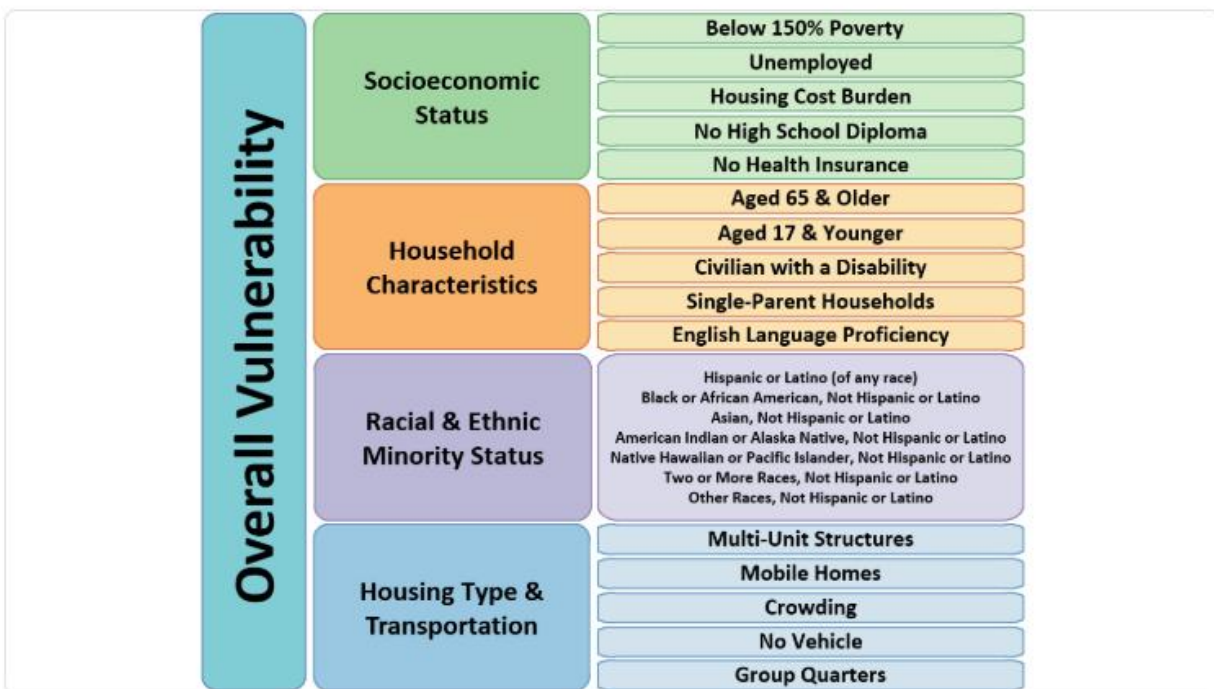 Overall Vulnerability
Socioeconomic
Status
Below 150% Poverty
Unemployed
Housing Cost Burden
No High School Diploma
No Health Insurance
Household
Characteristics
Aged 65 & Older
Aged 17 & Younger
Civilian with a Disability
Single-Parent Households
English Language Proficiency
Racial & Ethnic
Minority Status
Hispanic or Latino (of any race)
Black or African American, Not Hispanic or Latino
Asian, Not Hispanic or Latino
American Indian or Alaska Native, Not Hispanic or Latino
Native Hawaiian or Pacific Islander, Not Hispanic or Latino
Two or More Races, Not Hispanic or Latino
Other Races, Not Hispanic or Latino
Housing Type &
Transportation
Multi-Unit Structures
Mobile Homes
Crowding
No Vehicle
Group Quarters